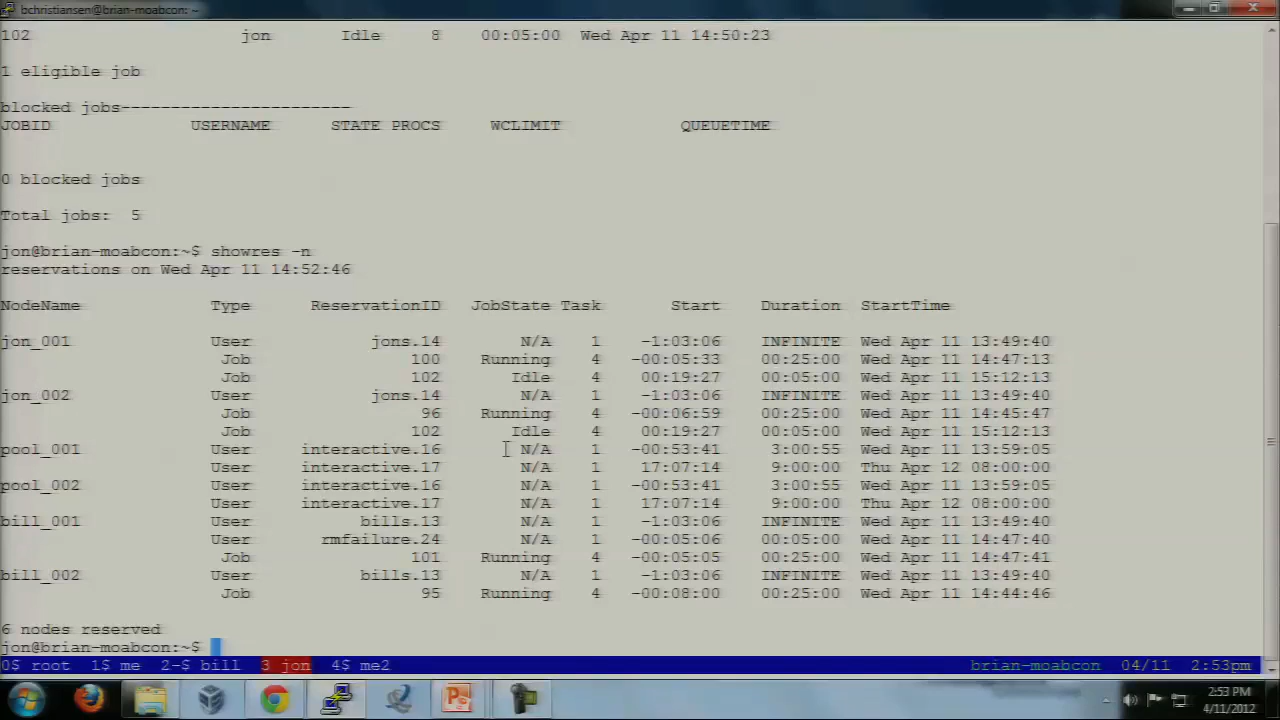 bchristiansen@brian-moabcon: ~
102 jon Idle 8 00:05:00 Wed Apr 11 14:50:23
1 eligible job
blocked jobs-----------------------
JOBID USERNAME STATE PROCS WCLIMIT QUEUETIME
0 blocked jobs
Total jobs: 5
jon@brian-moabcon:~$ showres -n
reservations on Wed Apr 11 14:52:46
NodeName Type ReservationID JobState Task Start Duration StartTime
jon_001 User jons.14 N/A 1 -1:03:06 INFINITE Wed Apr 11 13:49:40
Job 100 Running 4 -00:05:33 00:25:00 Wed Apr 11 14:47:13
Job 102 Idle 4 00:19:27 00:05:00 Wed Apr 11 15:12:13
jon_002 User jons.14 N/A 1 -1:03:06 INFINITE Wed Apr 11 13:49:40
Job 96 Running 4 -00:06:59 00:25:00 Wed Apr 11 14:45:47
Job 102 Idle 4 00:19:27 00:05:00 Wed Apr 11 15:12:13
pool_001 User interactive.16 N/A 1 -00:53:41 3:00:55 Wed Apr 11 13:59:05
User interactive.17 N/A 1 17:07:14 9:00:00 Thu Apr 12 08:00:00
pool_002 User interactive.16 N/A 1 -00:53:41 3:00:55 Wed Apr 11 13:59:05
User interactive.17 N/A 1 17:07:14 9:00:00 Thu Apr 12 08:00:00
bill_001 User bills.13 N/A 1 -1:03:06 INFINITE Wed Apr 11 13:49:40
User rmfailure.24 N/A 1 -00:05:06 00:05:00 Wed Apr 11 14:47:40
Job 101 Running 4 -00:05:05 00:25:00 Wed Apr 11 14:47:41
bill_002 User bills.13 N/A 1 -1:03:06 INFINITE Wed Apr 11 13:49:40
Job 95 Running 4 -00:08:00 00:25:00 Wed Apr 11 14:44:46
6 nodes reserved
jon@brian-moabcon:~$
0$ root 1$ me 2-$ bill 3 jon 4$ me2 brian-moabcon 04/11 2:53pm
2:53 PM
4/11/2012